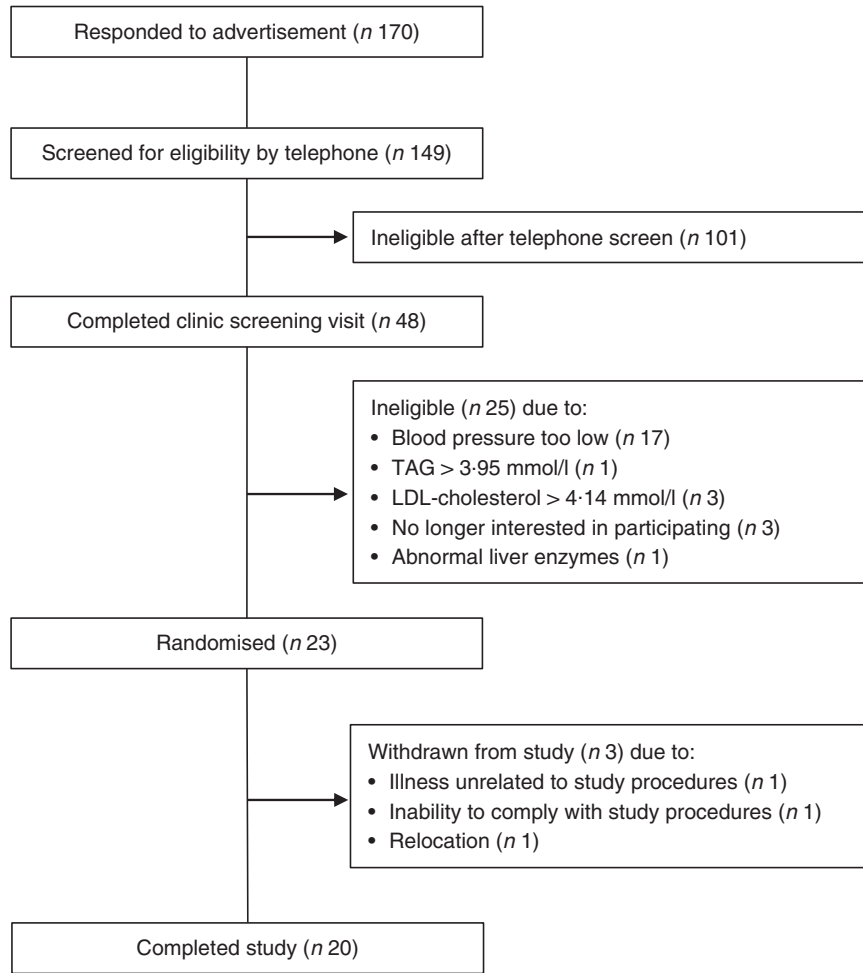 Responded to advertisement (n 170)
Screened for eligibility by telephone (n 149)
Ineligible after telephone screen (n 101)
Completed clinic screening visit (n 48)
Ineligible (n 25) due to:
• Blood pressure too low (n 17)
• TAG > 3·95 mmol/l (n 1)
• LDL-cholesterol > 4·14 mmol/l (n 3)
• No longer interested in participating (n 3)
• Abnormal liver enzymes (n 1)
Randomised (n 23)
Withdrawn from study (n 3) due to:
• Illness unrelated to study procedures (n 1)
• Inability to comply with study procedures (n 1)
• Relocation (n 1)
Completed study (n 20)